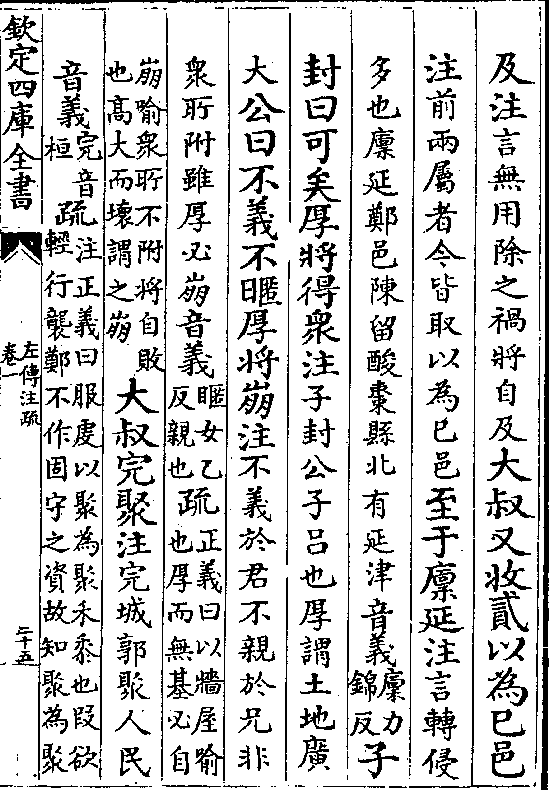 及注言無用除之禍將自及大叔又收貳以為已邑
注前兩屬者今皆取以為已邑至于廩延注言轉侵
多也廩延鄭邑陳留酸棗縣北有延津音義廩力錦反子
封曰可矣厚將得衆注子封公子吕也厚謂土地廣
大公曰不義不暱厚將崩注不義於君不親於兄非
衆所附雖厚必崩音義暱女乙反親也疏正義曰以牆屋喻也厚而無基必自
崩喻衆所不附將自敗也高大而壞謂之崩大叔完聚注完城郭聚人民
音義完音桓疏注正義曰服虔以聚為聚禾黍也叚欲輕行襲鄭不作固守之資故知聚為聚
欽定四庫全書
左傳注疏
卷一
二十五